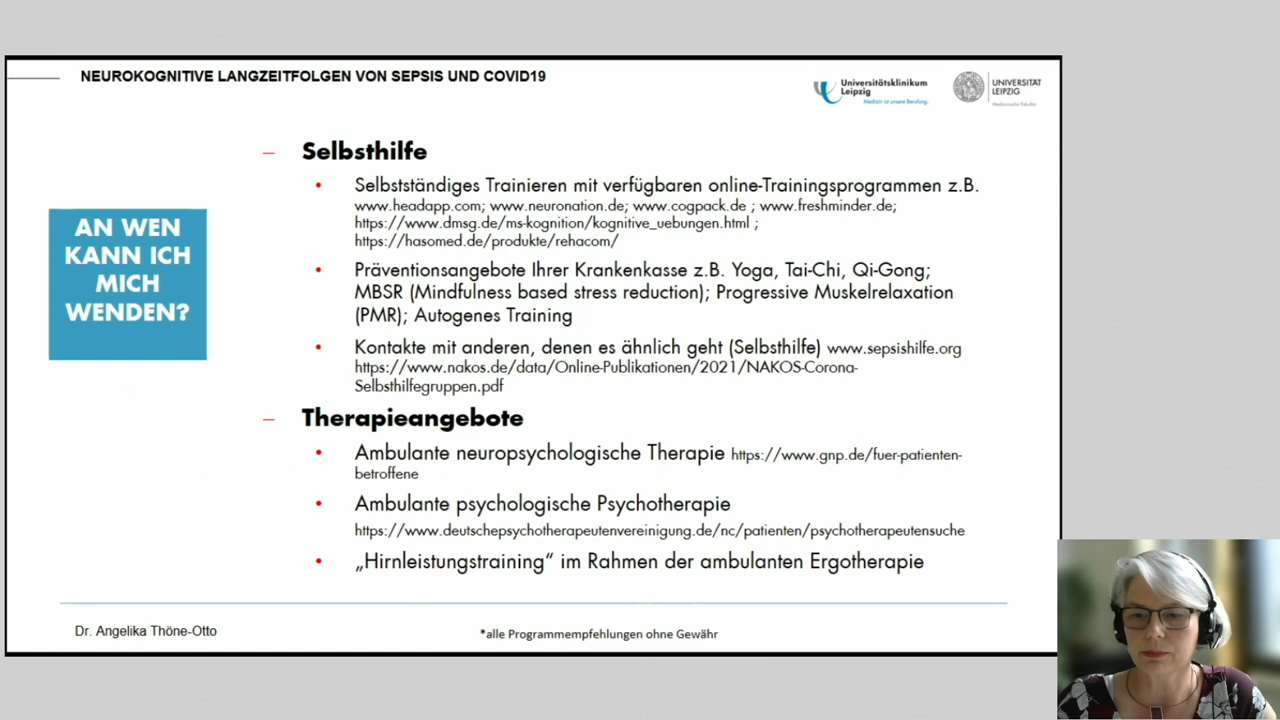 NEUROKOGNITIVE LANGZEITFOLGEN VON SEPSIS UND COVID19
Universitätsklinikum
Leipzig
Medizin ist unsere Berufung.
UNIVERSITÄT
LEIPZIG
Medizinische Fakultät
AN WEN
KANN ICH
MICH
WENDEN?
– Selbsthilfe
• Selbstständiges Trainieren mit verfügbaren online-Trainingsprogrammen z.B.
www.headapp.com; www.neuronation.de; www.cogpack.de ; www.freshminder.de;
https://www.dmsg.de/ms-kognition/kognitive_uebungen.html ;
https://hasomed.de/produkte/rehacom/
• Präventionsangebote Ihrer Krankenkasse z.B. Yoga, Tai-Chi, Qi-Gong;
MBSR (Mindfulness based stress reduction); Progressive Muskelrelaxation
(PMR); Autogenes Training
• Kontakte mit anderen, denen es ähnlich geht (Selbsthilfe) www.sepsishilfe.org
https://www.nakos.de/data/Online-Publikationen/2021/NAKOS-Corona-
Selbsthilfegruppen.pdf
– Therapieangebote
• Ambulante neuropsychologische Therapie https://www.gnp.de/fuer-patienten-
betroffene
• Ambulante psychologische Psychotherapie
https://www.deutschepsychotherapeutenvereinigung.de/nc/patienten/psychotherapeutensuche
• „Hirnleistungstraining“ im Rahmen der ambulanten Ergotherapie
Dr. Angelika Thöne-Otto
*alle Programmempfehlungen ohne Gewähr